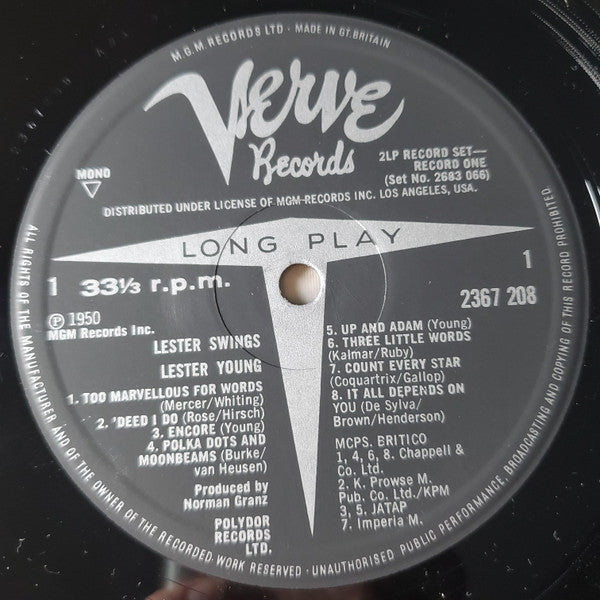 M.G.M. RECORDS LTD · MADE IN GT. BRITAIN
Verve
Records
MONO
2LP RECORD SET—
RECORD ONE
(Set No. 2683 066)
DISTRIBUTED UNDER LICENSE OF MGM-RECORDS INC. LOS ANGELES, USA.
LONG PLAY
1 33⅓ r.p.m.
1
2367 208
℗ 1950
MGM Records Inc.
LESTER SWINGS
LESTER YOUNG
1. TOO MARVELLOUS FOR WORDS
(Mercer/Whiting)
2. 'DEED I DO (Rose/Hirsch)
3. ENCORE (Young)
4. POLKA DOTS AND
MOONBEAMS (Burke/
van Heusen)
Produced by
Norman Granz
POLYDOR
RECORDS
LTD.
5. UP AND ADAM (Young)
6. THREE LITTLE WORDS
(Kalmar/Ruby)
7. COUNT EVERY STAR
(Coquartrix/Gallop)
8. IT ALL DEPENDS ON
YOU (De Sylva/
Brown/Henderson)
MCPS. BRITICO
1, 4, 6, 8. Chappell &
Co. Ltd.
2. K. Prowse M.
Pub. Co. Ltd./KPM
3, 5. JATAP
7. Imperia M.
ALL RIGHTS OF THE MANUFACTURER AND OF THE OWNER OF THE RECORDED WORK RESERVED · UNAUTHORISED PUBLIC PERFORMANCE, BROADCASTING AND COPYING OF THIS RECORD PROHIBITED